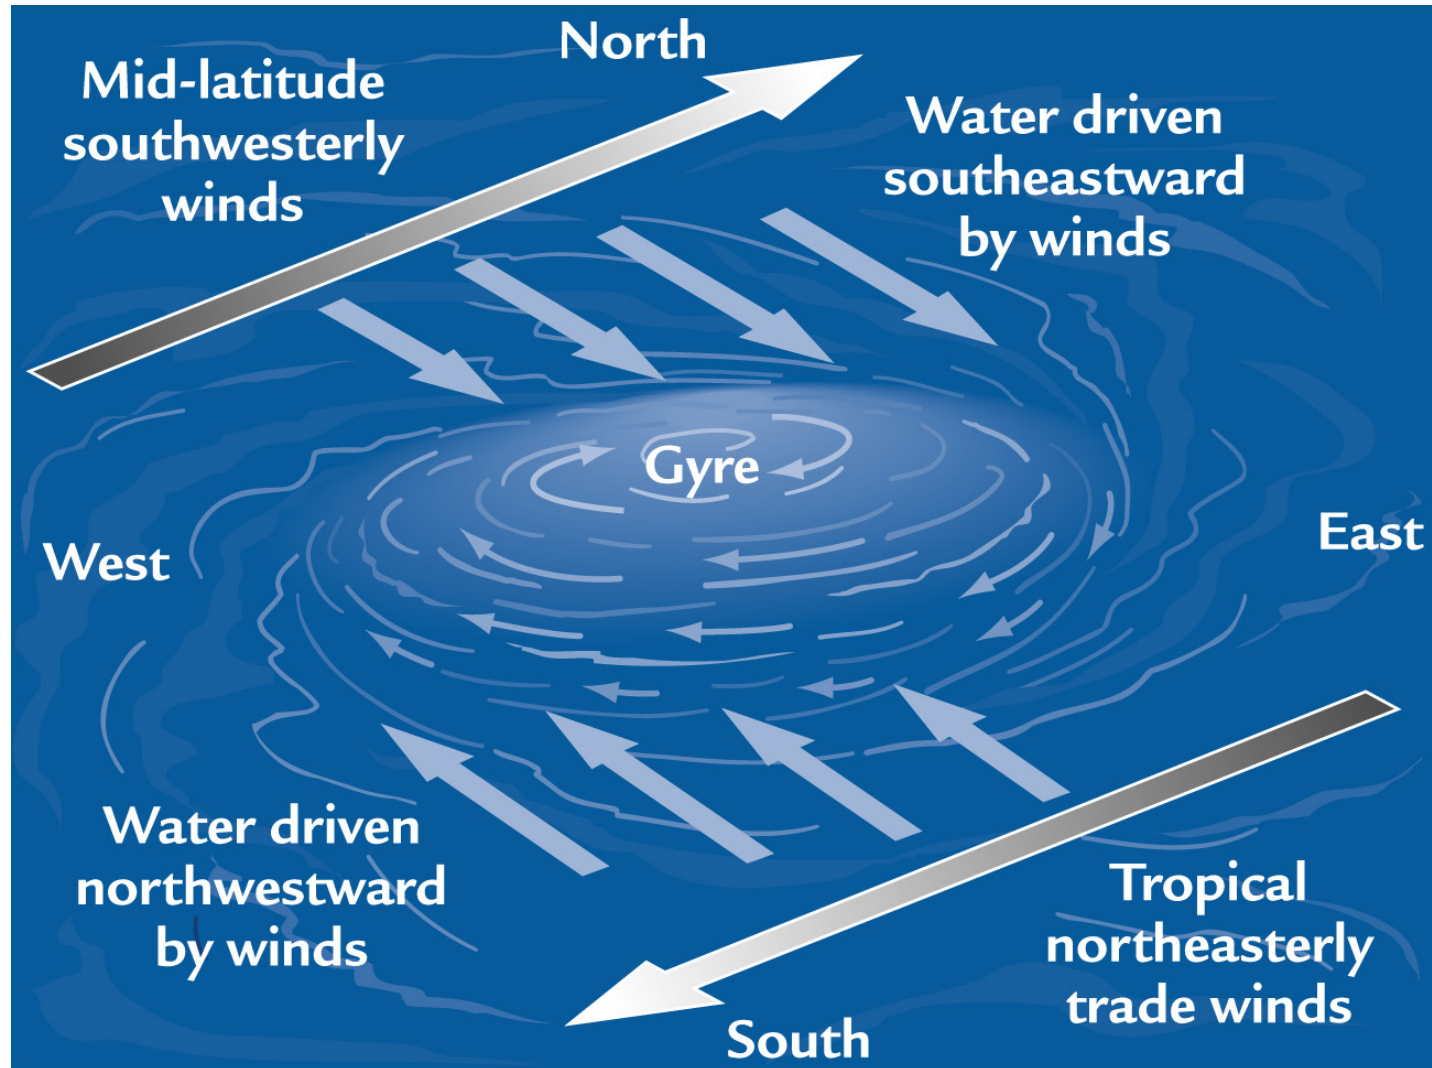 North
Mid-latitude
southwesterly
winds
Water driven
southeastward
by winds
Gyre
West
East
Water driven
northwestward
by winds
Tropical
northeasterly
trade winds
South